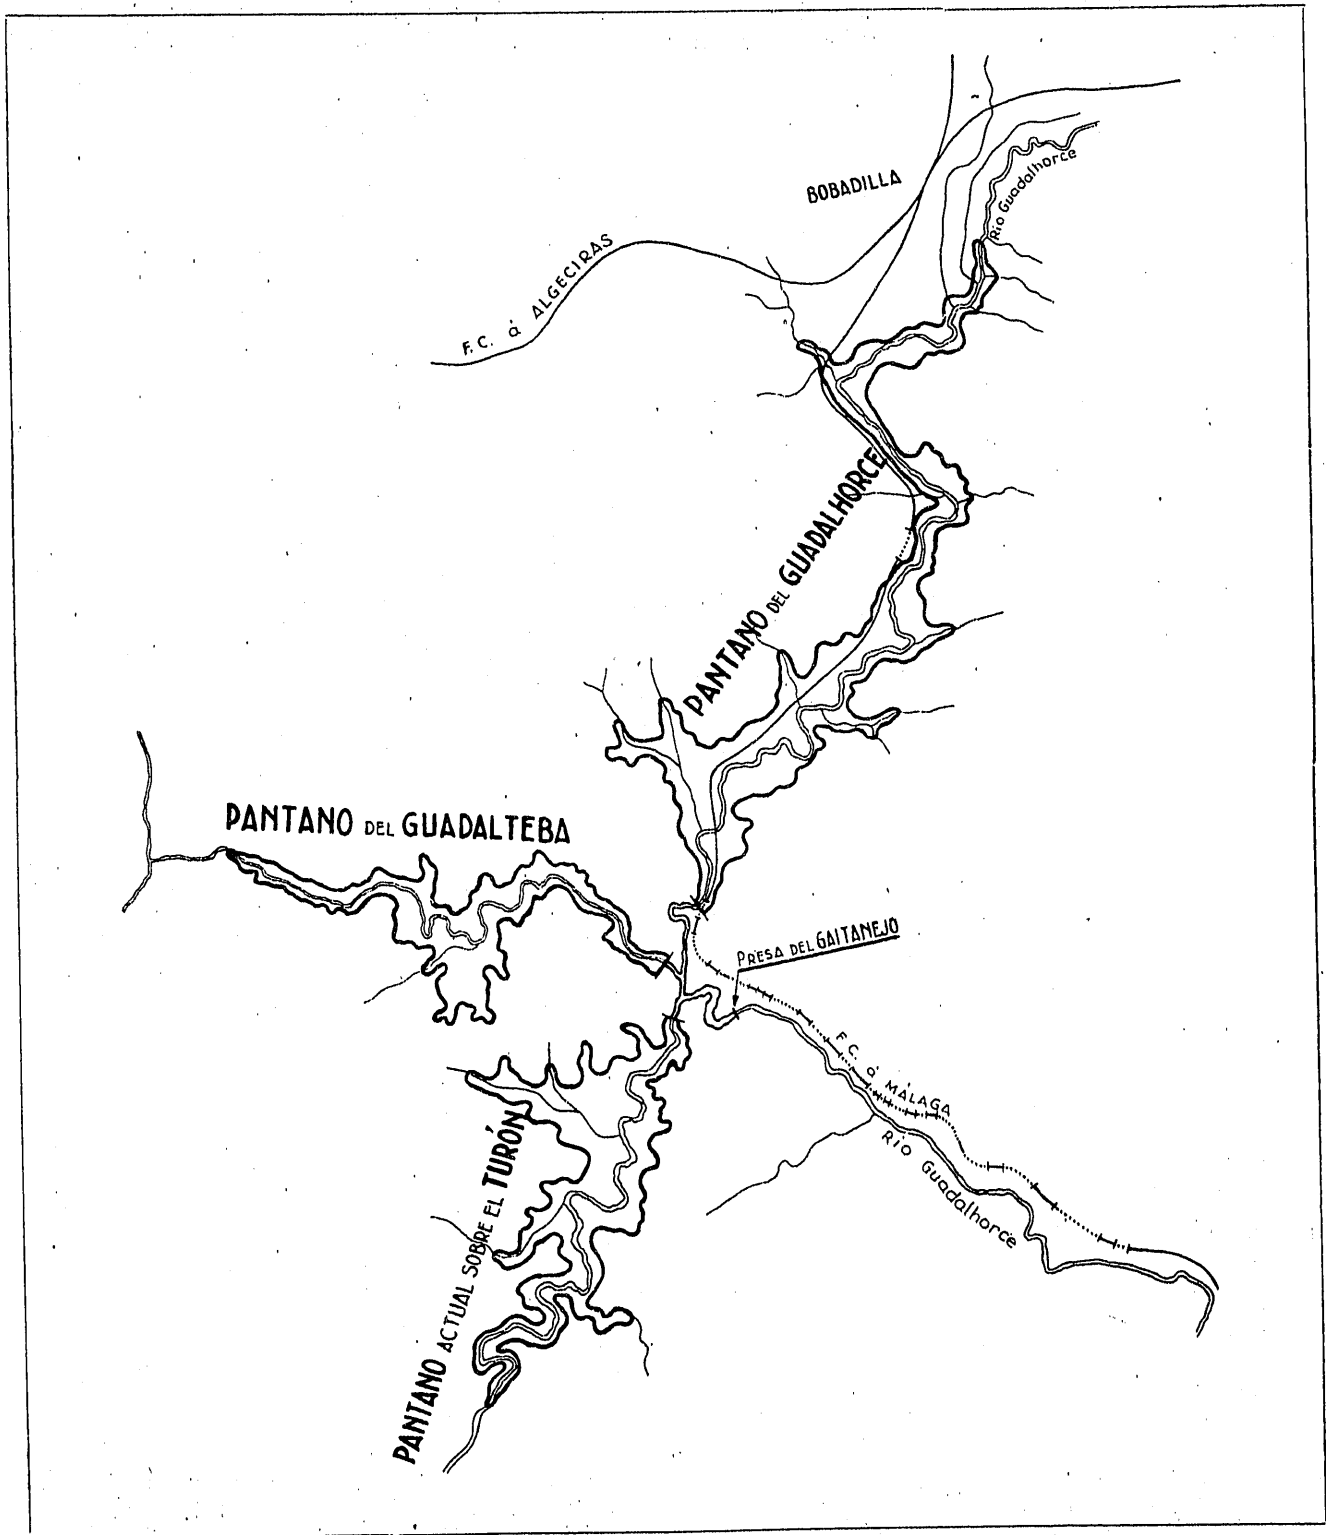 BOBADILLA
Río Guadalhorce
F.C. á ALGECIRAS
PANTANO DEL GUADALHORCE
PANTANO DEL GUADALTEBA
PRESA DEL GAITANEJO
F.C. á MÁLAGA
Río Guadalhorce
PANTANO ACTUAL SOBRE EL TURÓN